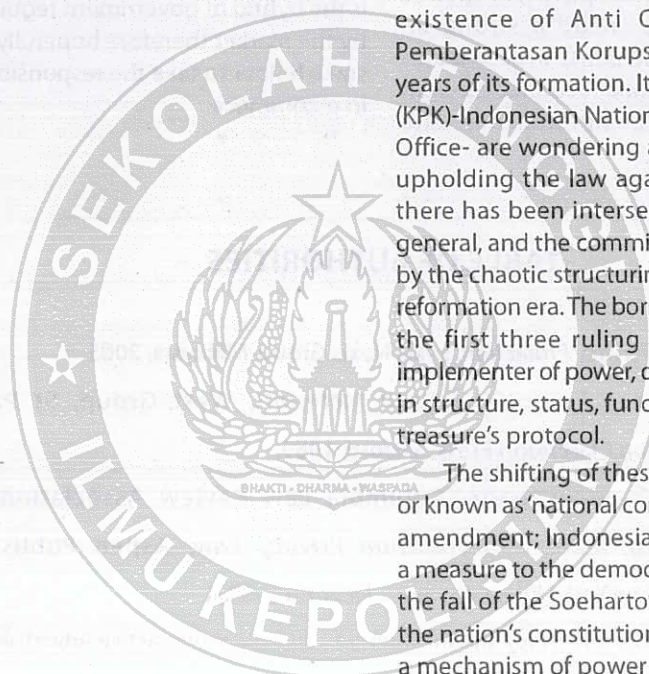 existence of Anti C
Pemberantasan Korups
years of its formation. It
(KPK)-Indonesian Nation
Office- are wondering a
upholding the law aga
there has been interse
general, and the commi
by the chaotic structurin
reformation era. The bor
the first three ruling
implementer of power, c
in structure, status, func
treasure's protocol.
The shifting of thes
or known as 'national co
amendment; Indonesia
a measure to the democ
the fall of the Soeharto
the nation's constitution
a mechanism of power
SEKOLAH TINGGI
BHAKTI - DHARMA - WASPADA
ILMU KEPOLISIA